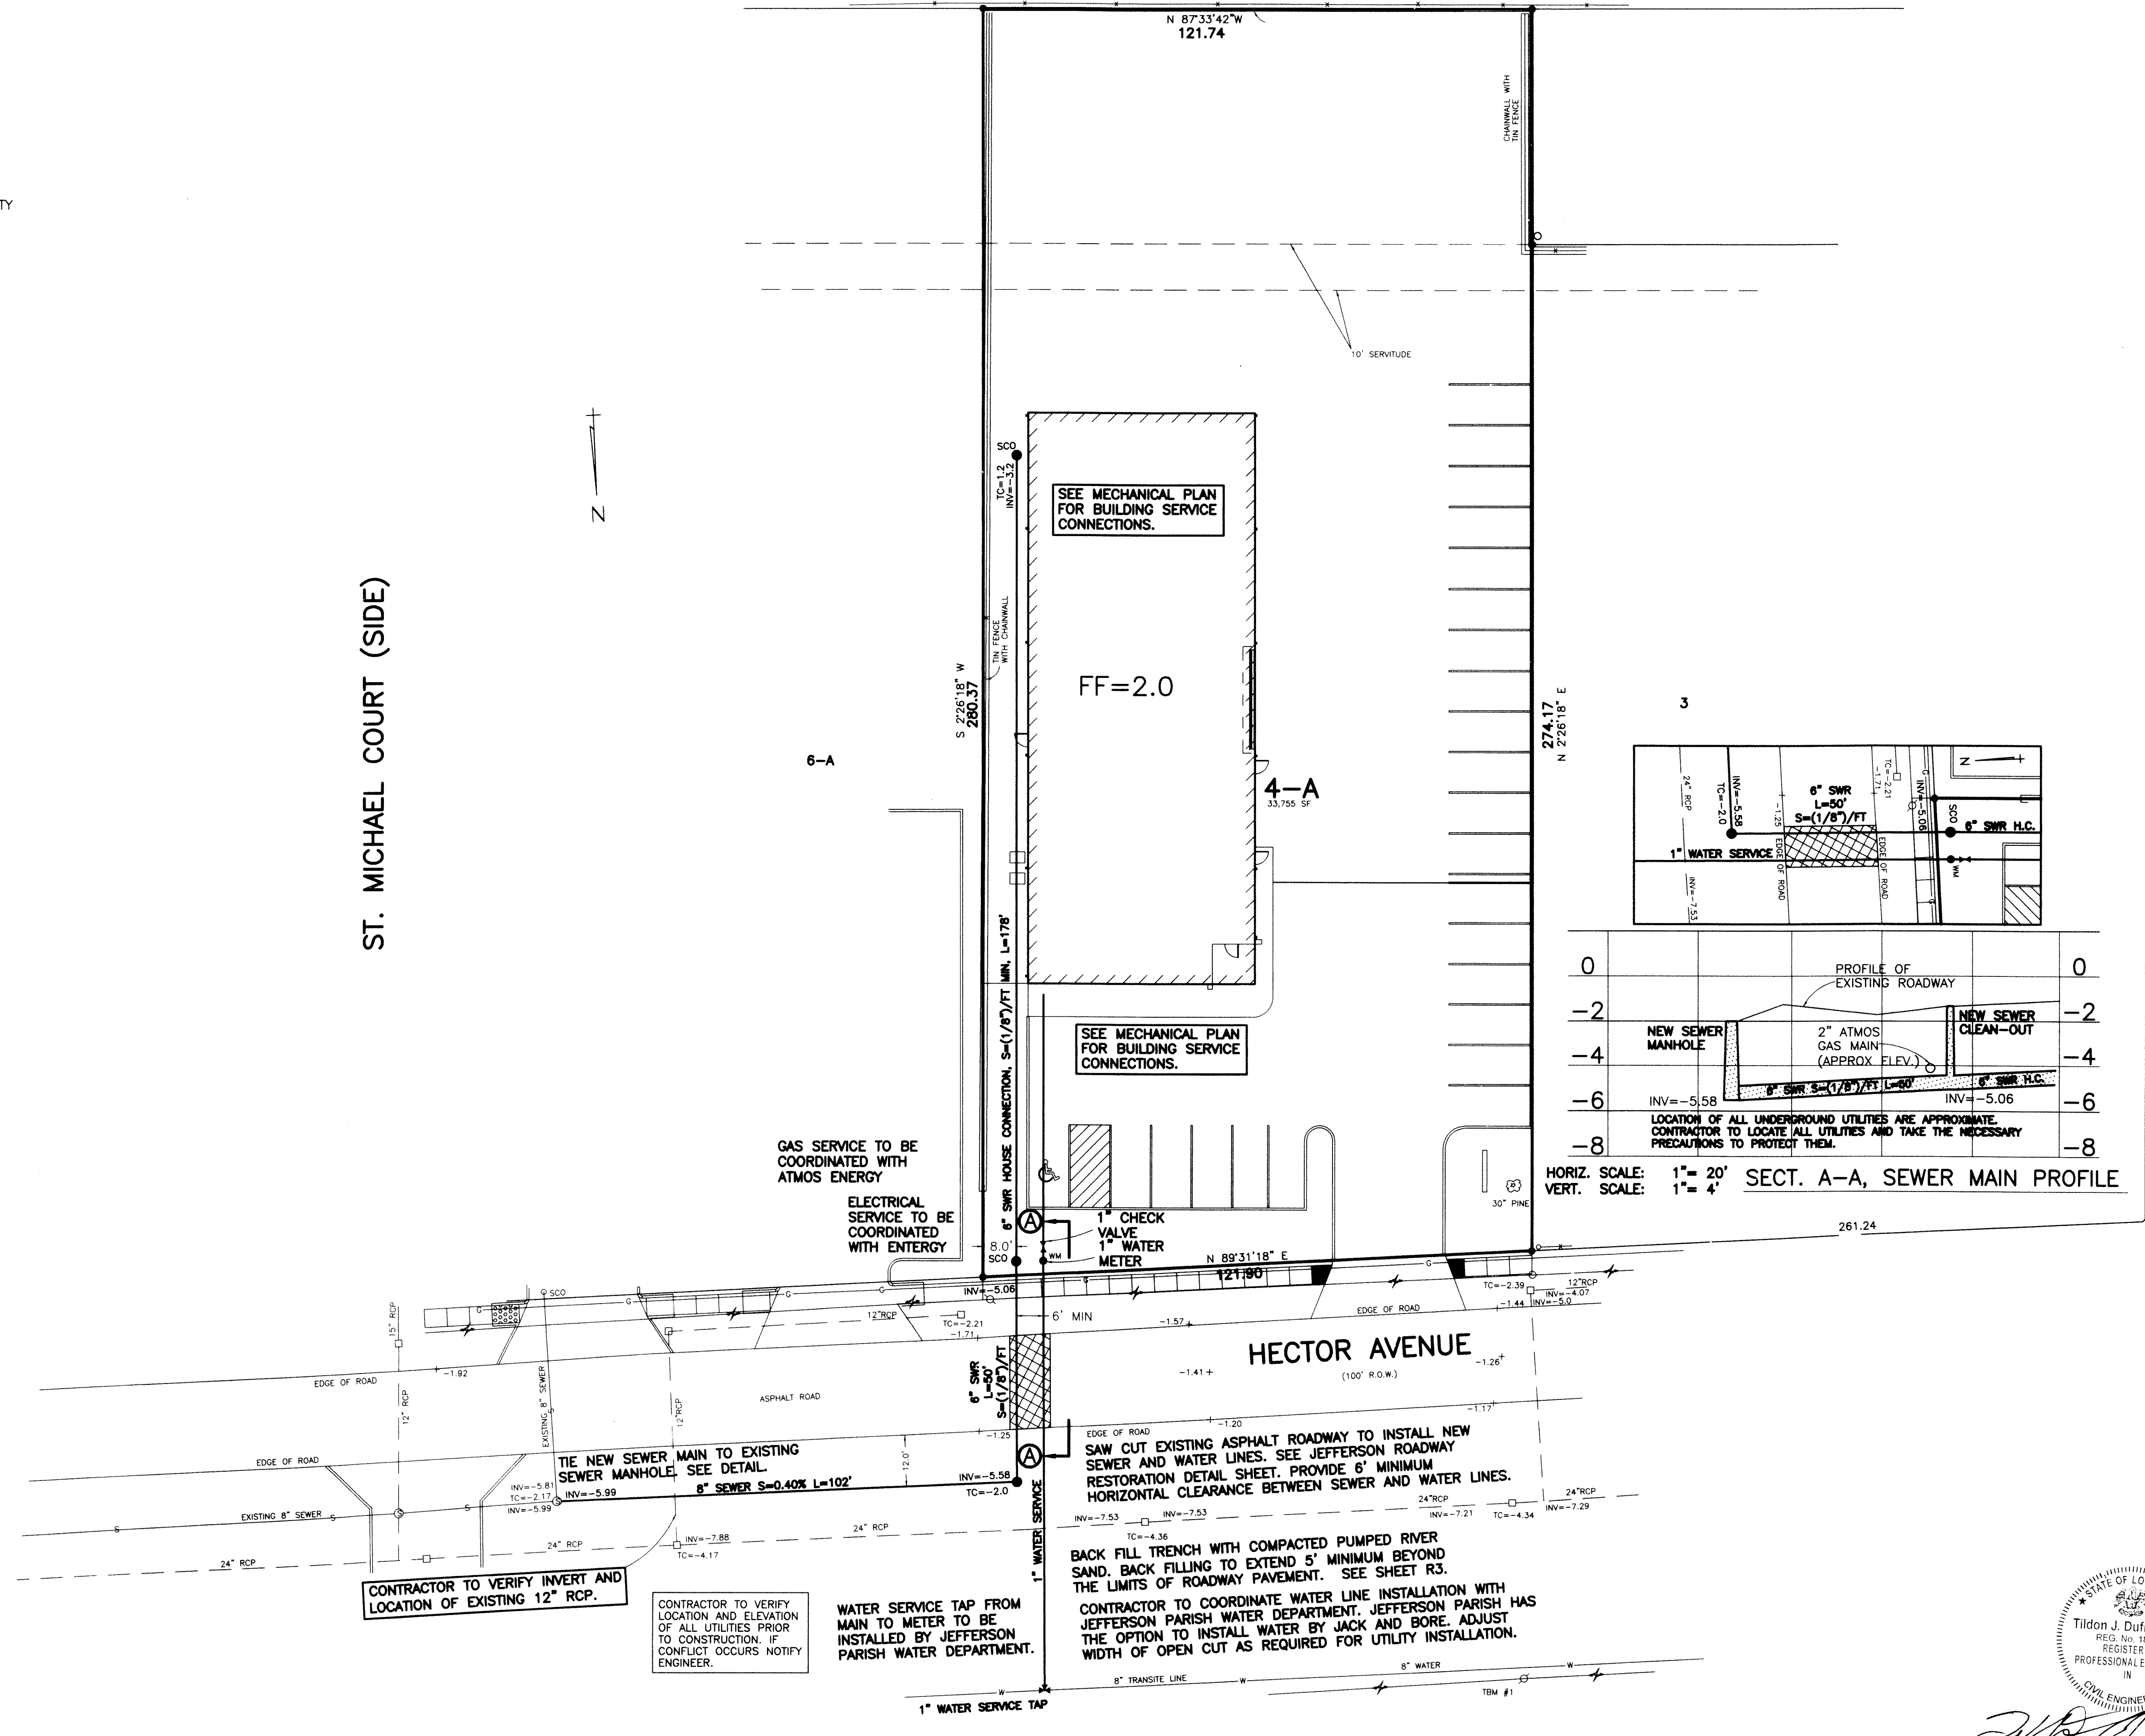 N 87°33'42"W
121.74
CHAINWALL WITH
TIN FENCE
TY
10' SERVITUDE
N
SCO
TC=1.2
INV=-3.2
SEE MECHANICAL PLAN
FOR BUILDING SERVICE
CONNECTIONS.
ST. MICHAEL COURT (SIDE)
TIN FENCE
WITH CHAINWALL
S 2°26'18" W
280.37
FF=2.0
274.17
N 2°26'18" E
3
6-A
4-A
33,755 SF
24" RCP
TC=-2.0
INV=-5.58
-1.25
6" SWR
L=50'
S=(1/8")/FT
TC=-2.21
-1.71
G
INV=-5.06
N
SCO
6" SWR H.C.
1" WATER SERVICE
EDGE OF ROAD
EDGE OF ROAD
WM
INV=-7.53
G
0
0
PROFILE OF
EXISTING ROADWAY
-2
-2
NEW SEWER
MANHOLE
2" ATMOS
GAS MAIN
(APPROX ELEV.)
NEW SEWER
CLEAN-OUT
-4
-4
6" SWR S=(1/8")/FT L=50'
6" SWR H.C.
-6
INV=-5.58
INV=-5.06
-6
LOCATION OF ALL UNDERGROUND UTILITIES ARE APPROXIMATE.
CONTRACTOR TO LOCATE ALL UTILITIES AND TAKE THE NECESSARY
PRECAUTIONS TO PROTECT THEM.
-8
-8
HORIZ. SCALE: 1"= 20'
VERT. SCALE: 1"= 4'
SECT. A-A, SEWER MAIN PROFILE
6" SWR HOUSE CONNECTION, S=(1/8")/FT MIN, L=178'
SEE MECHANICAL PLAN
FOR BUILDING SERVICE
CONNECTIONS.
GAS SERVICE TO BE
COORDINATED WITH
ATMOS ENERGY
ELECTRICAL
SERVICE TO BE
COORDINATED
WITH ENTERGY
A
1" CHECK
VALVE
1" WATER
METER
8.0'
SCO
WM
30" PINE
261.24
N 89°31'18" E
121.90
INV=-5.06
SCO
G
G
G
G
G
15" RCP
12"RCP
TC=-2.21
-1.71
6' MIN
-1.57
EDGE OF ROAD
TC=-2.39
12"RCP
INV=-4.07
-1.44
INV=-5.0
HECTOR AVENUE
(100' R.O.W.)
-1.41
-1.26
EDGE OF ROAD
-1.92
12" RCP
EXISTING 8" SEWER
S
12"RCP
ASPHALT ROAD
6" SWR
L=50'
S=(1/8")/FT
-1.25
-1.20
-1.17
EDGE OF ROAD
EDGE OF ROAD
TIE NEW SEWER MAIN TO EXISTING
SEWER MANHOLE. SEE DETAIL.
12.0'
A
SAW CUT EXISTING ASPHALT ROADWAY TO INSTALL NEW
SEWER AND WATER LINES. SEE JEFFERSON ROADWAY
RESTORATION DETAIL SHEET. PROVIDE 6' MINIMUM
HORIZONTAL CLEARANCE BETWEEN SEWER AND WATER LINES.
INV=-5.81
TC=-2.17
INV=-5.99
INV=-5.99
8" SEWER S=0.40% L=102'
INV=-5.58
TC=-2.0
S
EXISTING 8" SEWER
S
S
S
S
24" RCP
24" RCP
INV=-7.88
TC=-4.17
24" RCP
INV=-7.53
INV=-7.53
TC=-4.36
24"RCP
INV=-7.21
TC=-4.34
24"RCP
INV=-7.29
1" WATER SERVICE
BACK FILL TRENCH WITH COMPACTED PUMPED RIVER
SAND. BACK FILLING TO EXTEND 5' MINIMUM BEYOND
THE LIMITS OF ROADWAY PAVEMENT. SEE SHEET R3.
CONTRACTOR TO VERIFY INVERT AND
LOCATION OF EXISTING 12" RCP.
CONTRACTOR TO VERIFY
LOCATION AND ELEVATION
OF ALL UTILITIES PRIOR
TO CONSTRUCTION. IF
CONFLICT OCCURS NOTIFY
ENGINEER.
WATER SERVICE TAP FROM
MAIN TO METER TO BE
INSTALLED BY JEFFERSON
PARISH WATER DEPARTMENT.
CONTRACTOR TO COORDINATE WATER LINE INSTALLATION WITH
JEFFERSON PARISH WATER DEPARTMENT. JEFFERSON PARISH HAS
THE OPTION TO INSTALL WATER BY JACK AND BORE. ADJUST
WIDTH OF OPEN CUT AS REQUIRED FOR UTILITY INSTALLATION.
W
8" TRANSITE LINE
W
8" WATER
W
TBM #1
1" WATER SERVICE TAP
STATE OF LO
Tildon J. Duf
REG. No. 18
REGISTER
PROFESSIONAL E
IN
CIVIL ENGINE